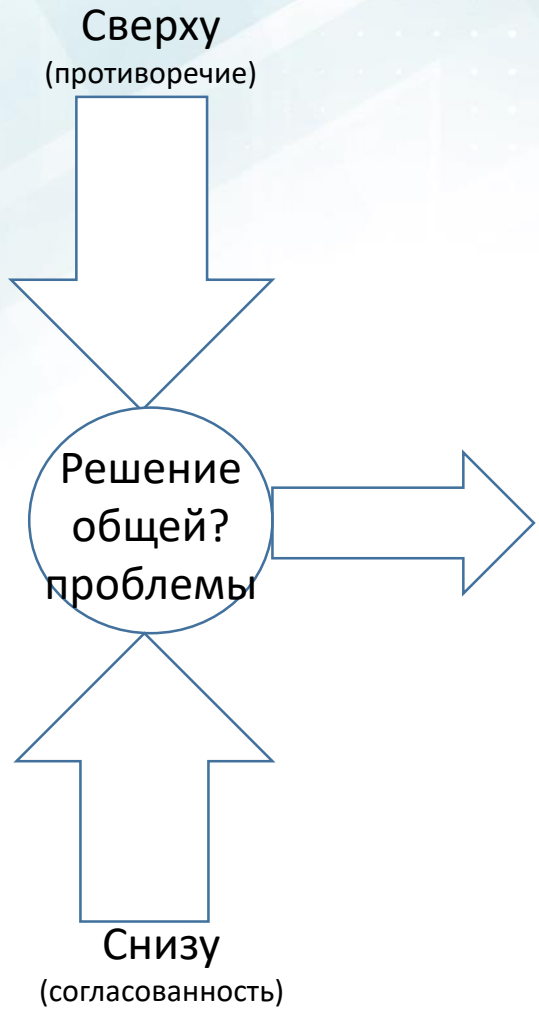 Сверху
(противоречие)
Решение
общей?
проблемы
Снизу
(согласованность)